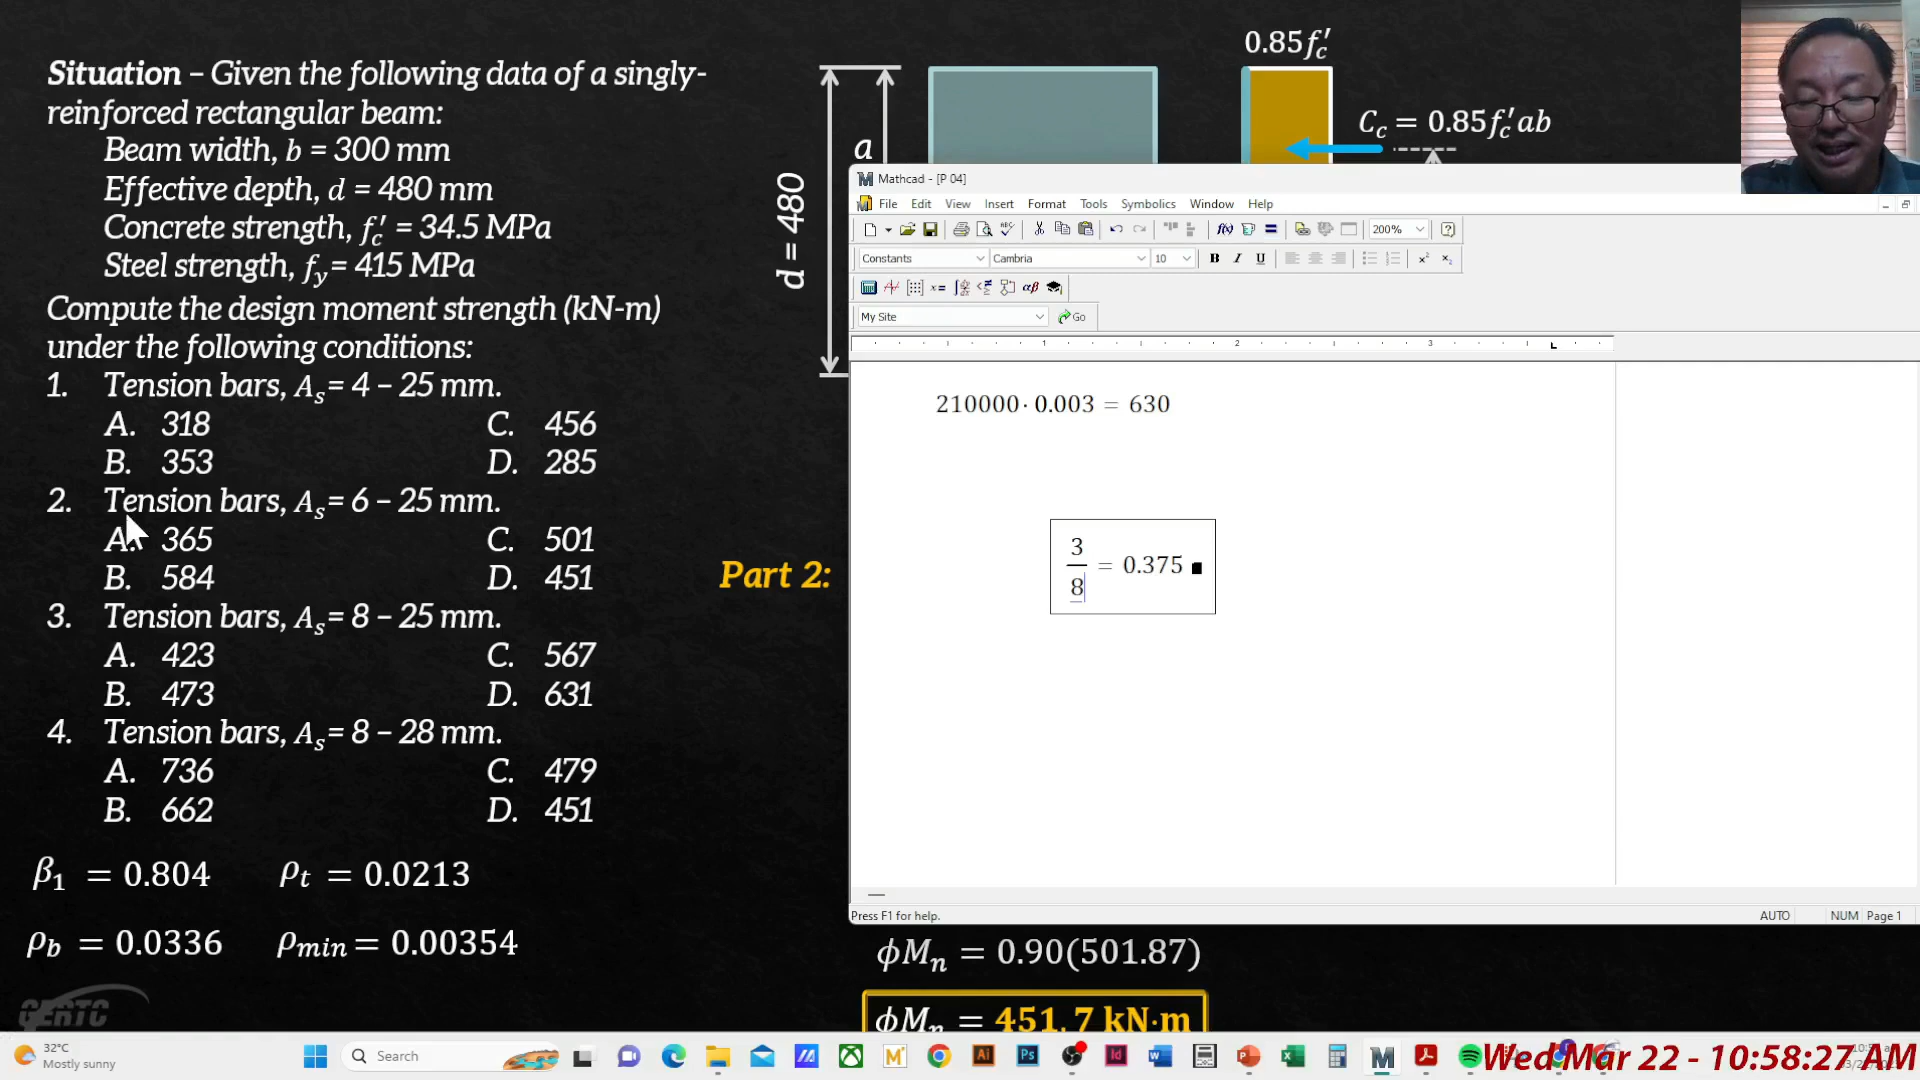 Situation – Given the following data of a singly-
reinforced rectangular beam:
Beam width, b = 300 mm
Effective depth, d = 480 mm
Concrete strength, f′c = 34.5 MPa
Steel strength, fy = 415 MPa
Compute the design moment strength (kN-m)
under the following conditions:
1. Tension bars, As = 4 – 25 mm.
A. 318 C. 456
B. 353 D. 285
2. Tension bars, As = 6 – 25 mm.
A. 365 C. 501
B. 584 D. 451
3. Tension bars, As = 8 – 25 mm.
A. 423 C. 567
B. 473 D. 631
4. Tension bars, As = 8 – 28 mm.
A. 736 C. 479
B. 662 D. 451
β1 = 0.804 ρt = 0.0213
ρb = 0.0336 ρmin = 0.00354
GERTC
0.85f′c
Cc = 0.85f′c ab
a
d = 480
Part 2:
Mathcad - [P 04]
File Edit View Insert Format Tools Symbolics Window Help
200%
Constants Cambria 10 B I U
My Site Go
1 2 3
210000 · 0.003 = 630
3
8
= 0.375
Press F1 for help. AUTO NUM Page 1
ϕMn = 0.90(501.87)
ϕMn = 451.7 kN·m
32°C
Mostly sunny
Search
Wed Mar 22 - 10:58:27 AM